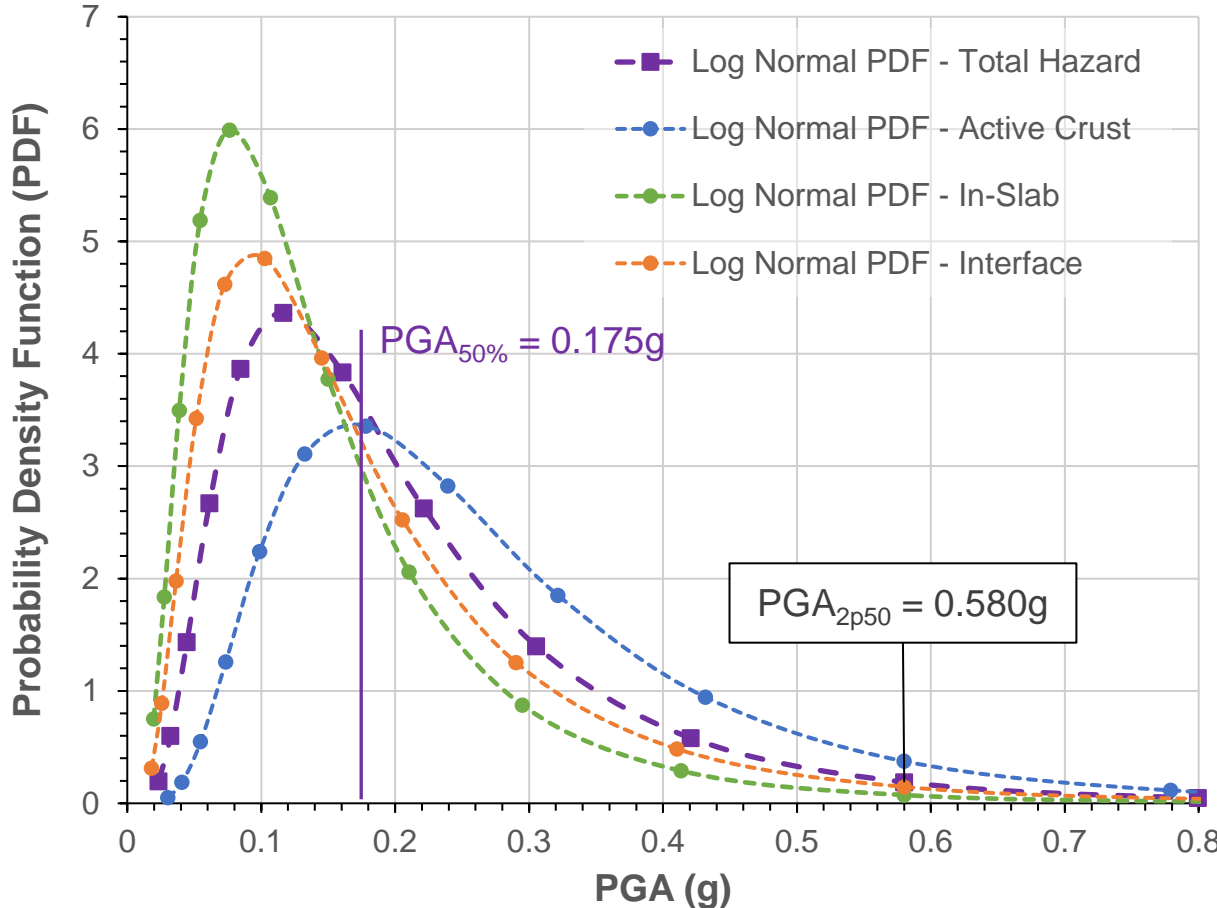 Probability Density Function (PDF)
7
6
5
4
3
2
1
0
Log Normal PDF - Total Hazard
Log Normal PDF - Active Crust
Log Normal PDF - In-Slab
Log Normal PDF - Interface
PGA50% = 0.175g
PGA2p50 = 0.580g
0 0.1 0.2 0.3 0.4 0.5 0.6 0.7 0.8
PGA (g)